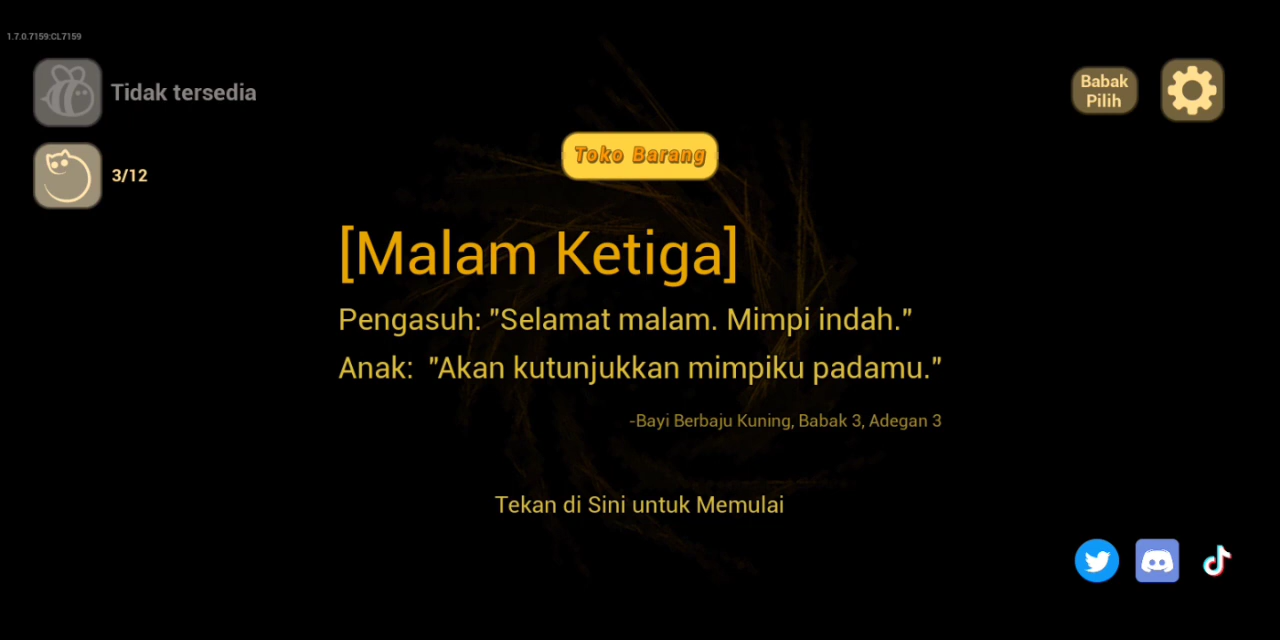 1.7.0.7159:CL7159
Tidak tersedia
Babak
Pilih
Toko Barang
3/12
[Malam Ketiga]
Pengasuh: "Selamat malam. Mimpi indah."
Anak:  "Akan kutunjukkan mimpiku padamu."
-Bayi Berbaju Kuning, Babak 3, Adegan 3
Tekan di Sini untuk Memulai